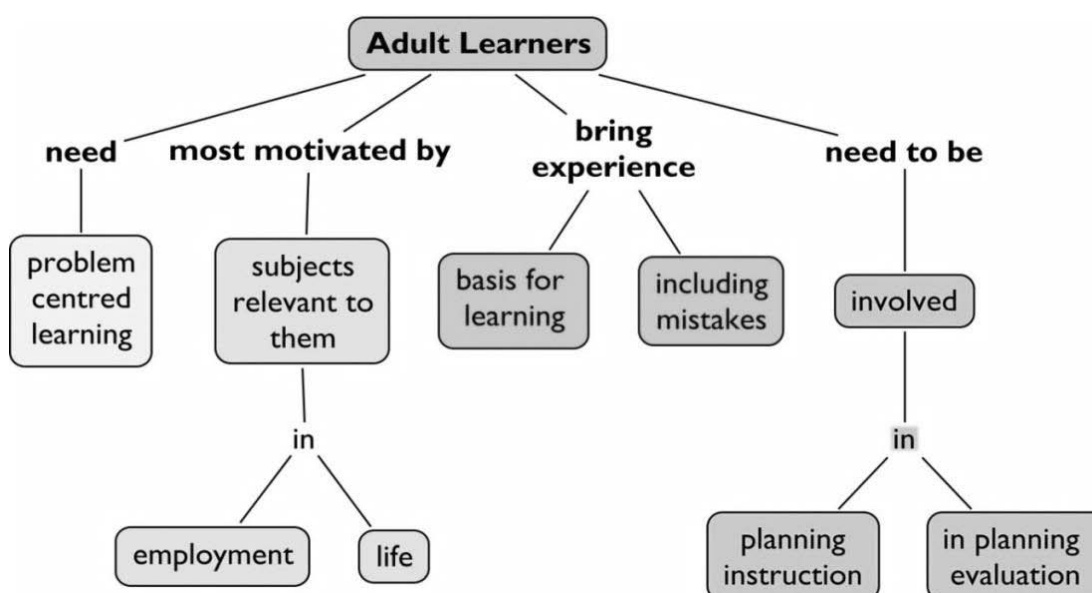 Adult Learners
need
most motivated by
bring
experience
need to be
problem
centred
learning
subjects
relevant to
them
basis for
learning
including
mistakes
involved
in
in
employment
life
planning
instruction
in planning
evaluation